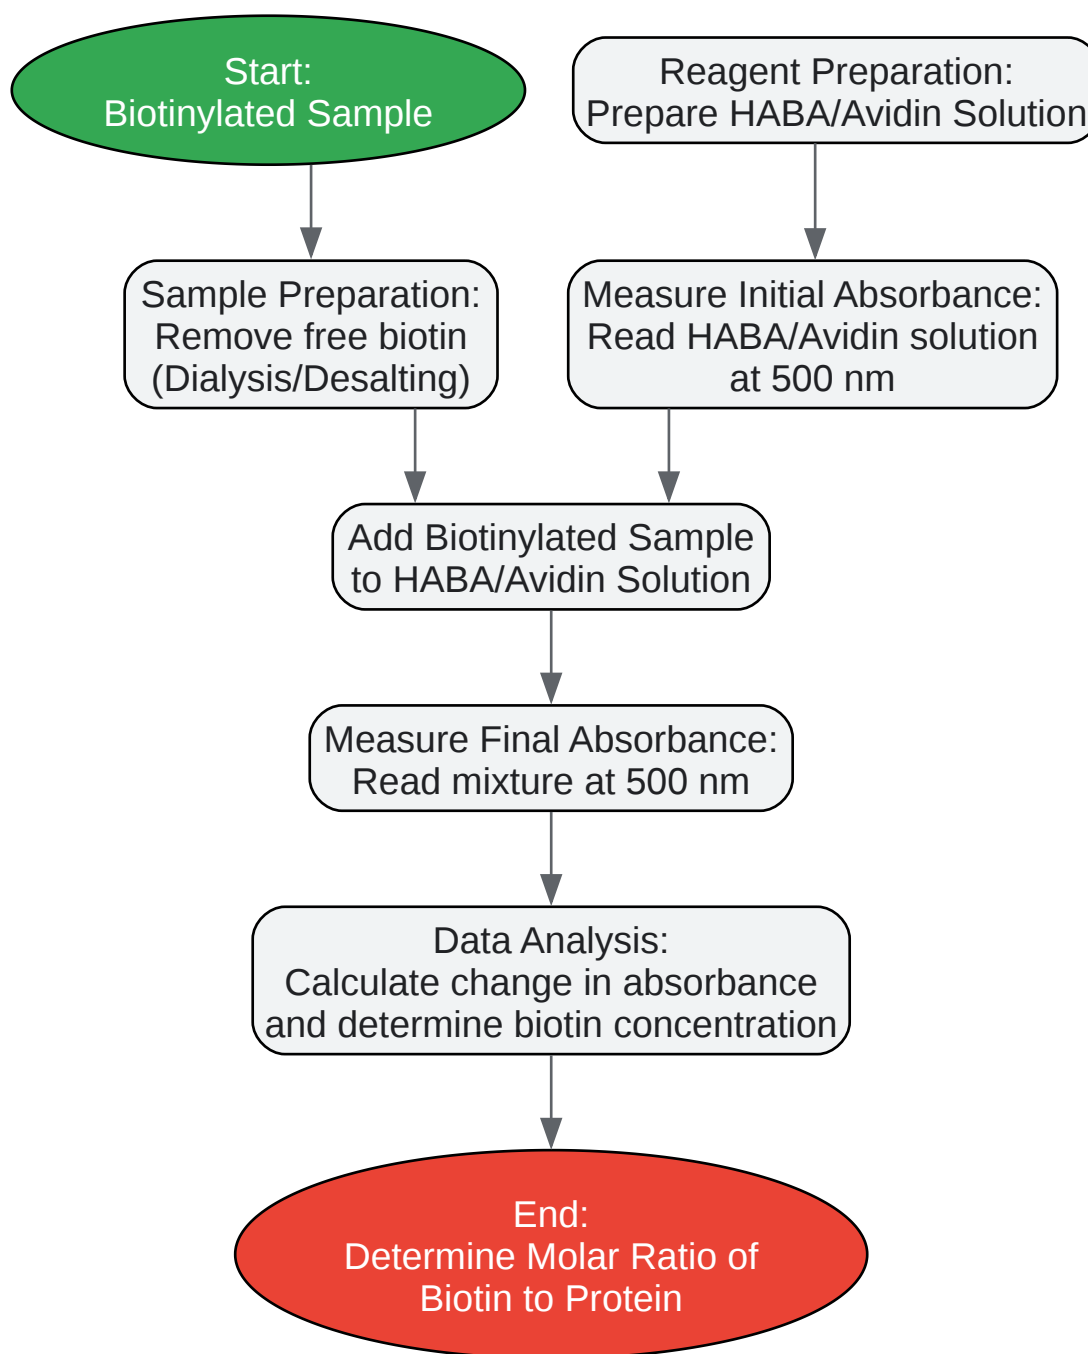 Start:
Biotinylated Sample
Reagent Preparation:
Prepare HABA/Avidin Solution
Sample Preparation:
Remove free biotin
(Dialysis/Desalting)
Measure Initial Absorbance:
Read HABA/Avidin solution
at 500 nm
Add Biotinylated Sample
to HABA/Avidin Solution
Measure Final Absorbance:
Read mixture at 500 nm
Data Analysis:
Calculate change in absorbance
and determine biotin concentration
End:
Determine Molar Ratio of
Biotin to Protein